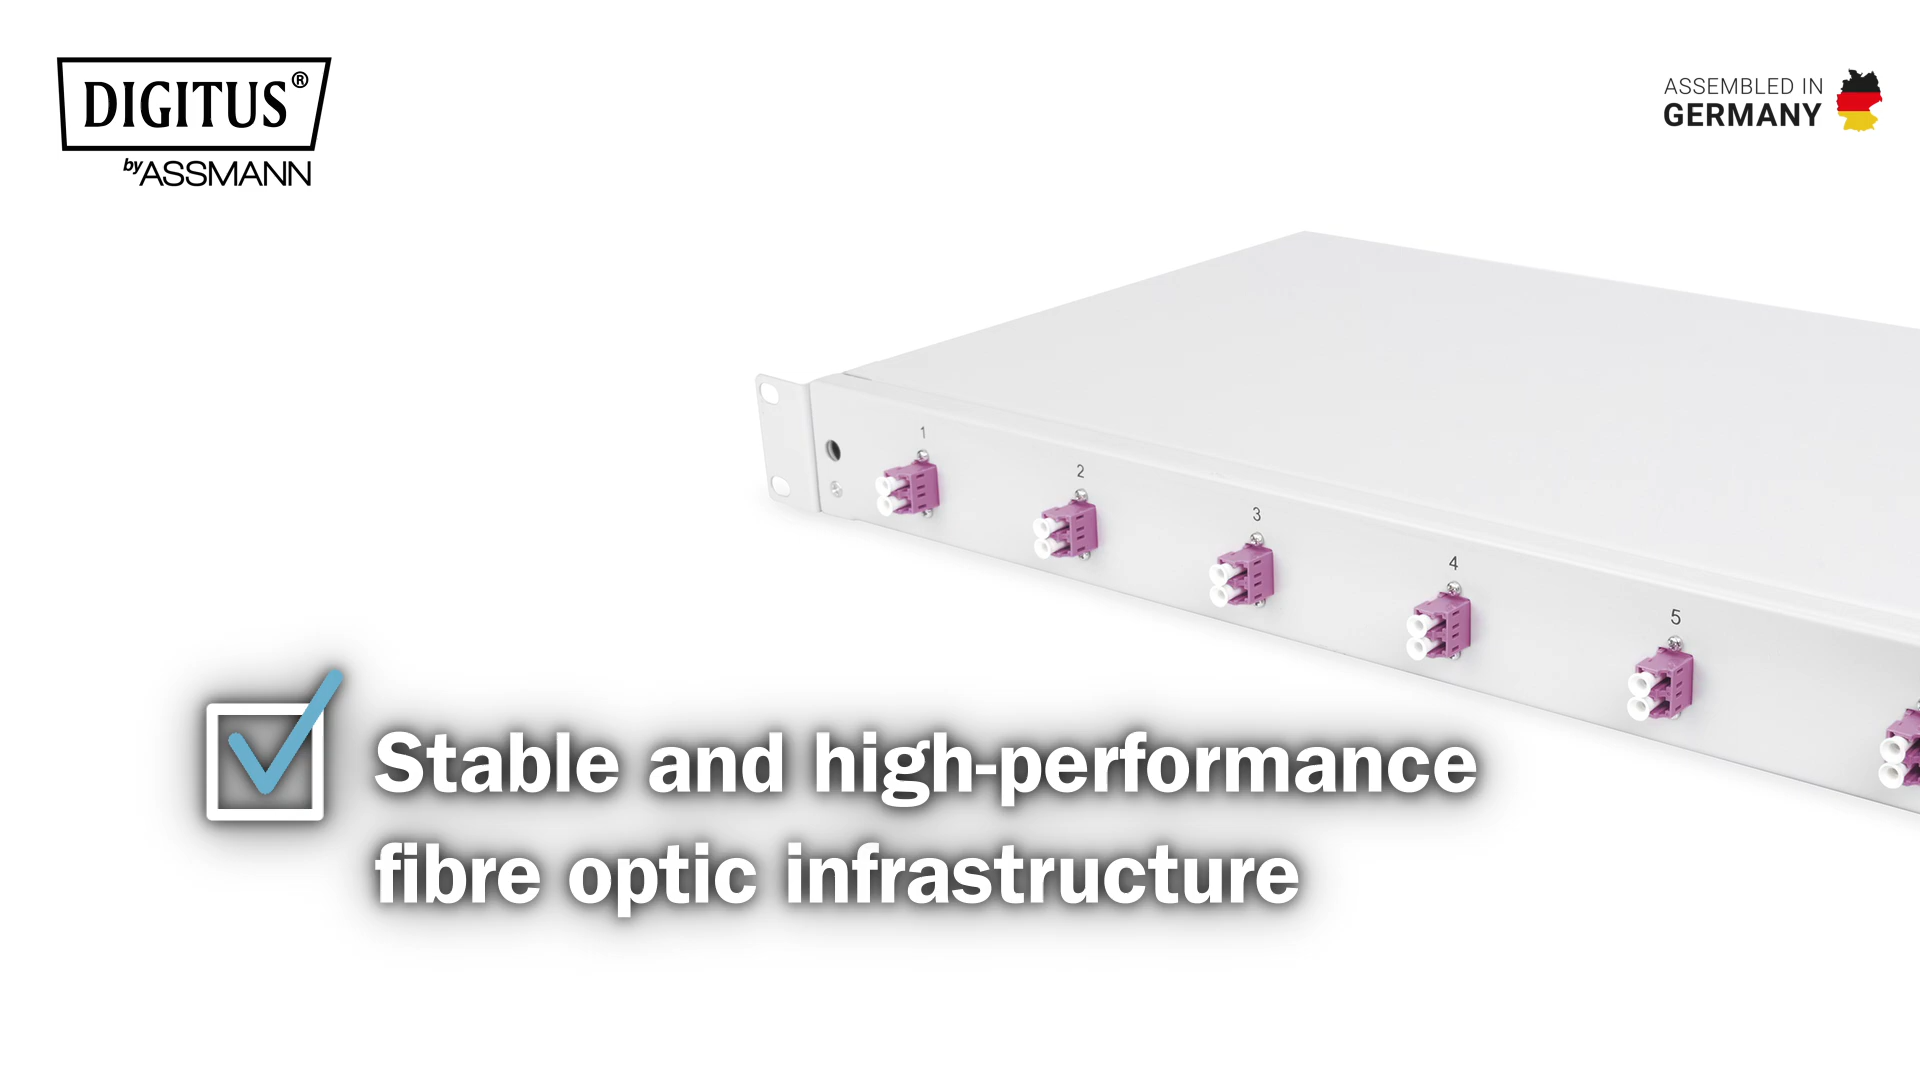 DIGITUS®
by ASSMANN
ASSEMBLED IN
GERMANY
1
2
3
4
5
Stable and high-performance
fibre optic infrastructure